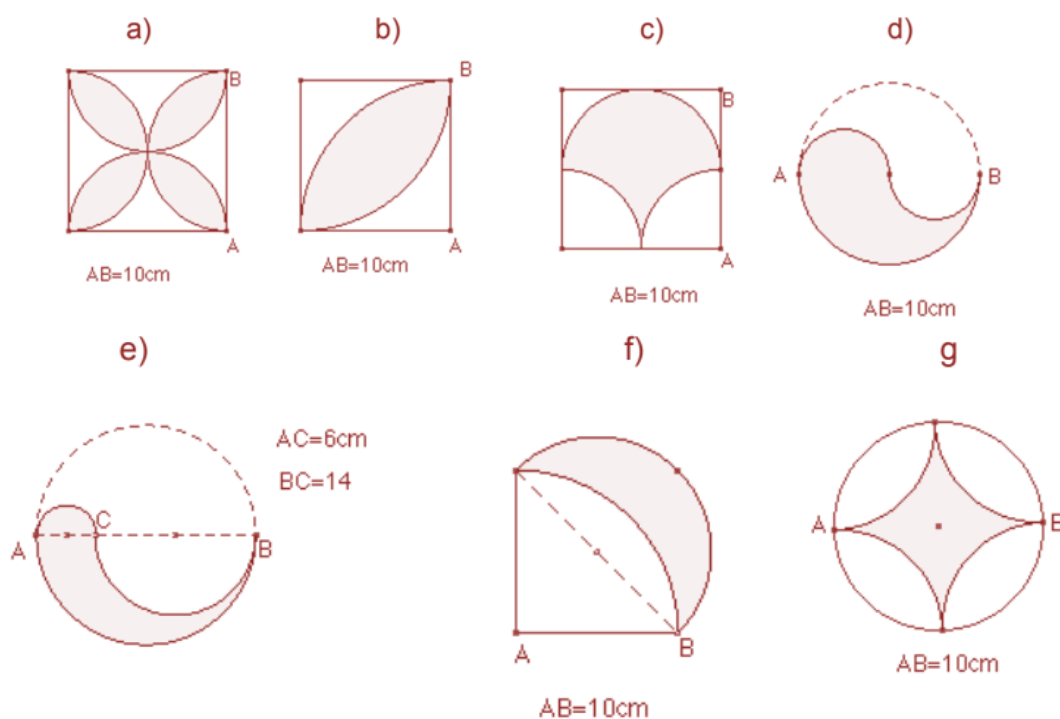 a)
b)
c)
d)
B
A
AB=10cm
B
A
AB=10cm
B
A
AB=10cm
A
B
AB=10cm
e)
f)
g
AC=6cm
BC=14
A
C
B
A
B
AB=10cm
A
B
AB=10cm